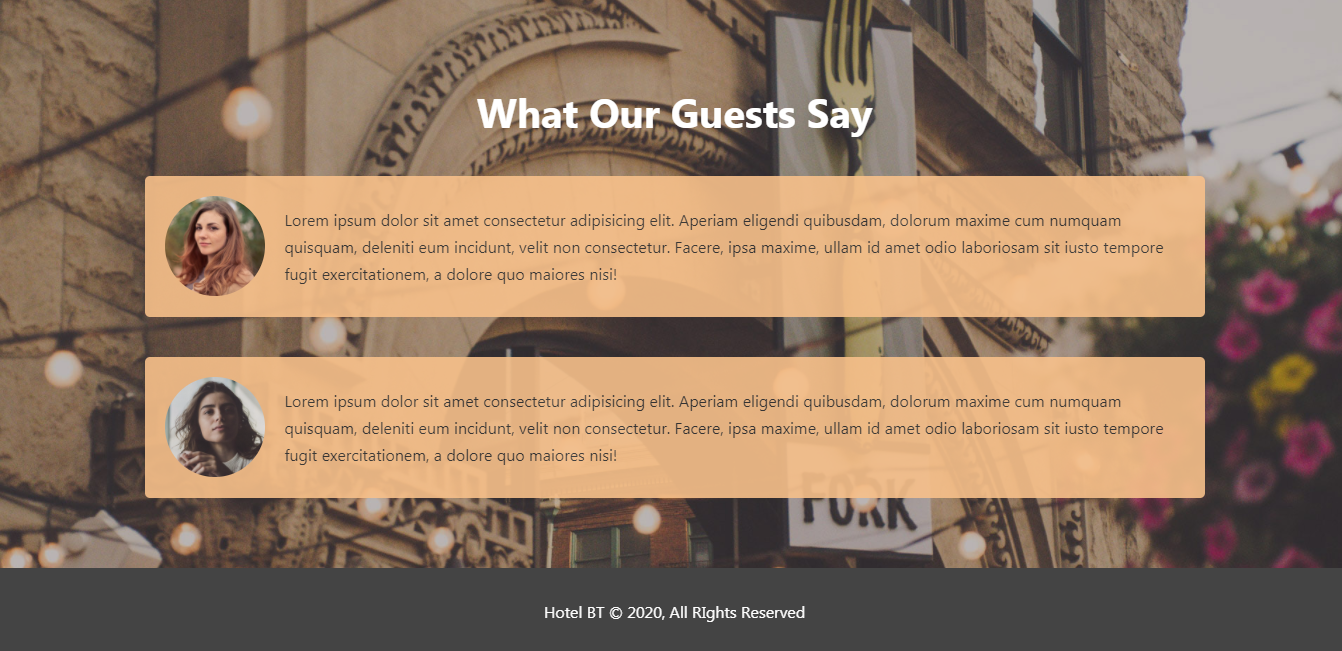 What Our Guests Say
Lorem ipsum dolor sit amet consectetur adipisicing elit. Aperiam eligendi quibusdam, dolorum maxime cum numquam
quisquam, deleniti eum incidunt, velit non consectetur. Facere, ipsa maxime, ullam id amet odio laboriosam sit iusto tempore
fugit exercitationem, a dolore quo maiores nisi!
Lorem ipsum dolor sit amet consectetur adipisicing elit. Aperiam eligendi quibusdam, dolorum maxime cum numquam
quisquam, deleniti eum incidunt, velit non consectetur. Facere, ipsa maxime, ullam id amet odio laboriosam sit iusto tempore
fugit exercitationem, a dolore quo maiores nisi!
FORK
Hotel BT © 2020, All RIghts Reserved